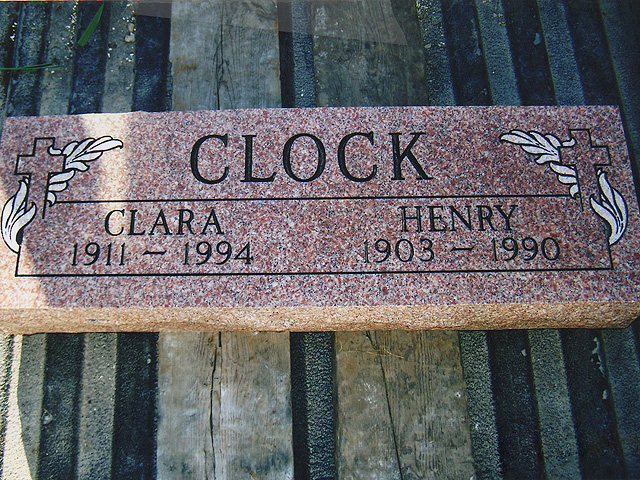 CLOCK
CLARA HENRY
1911 — 1994 1903 — 1990